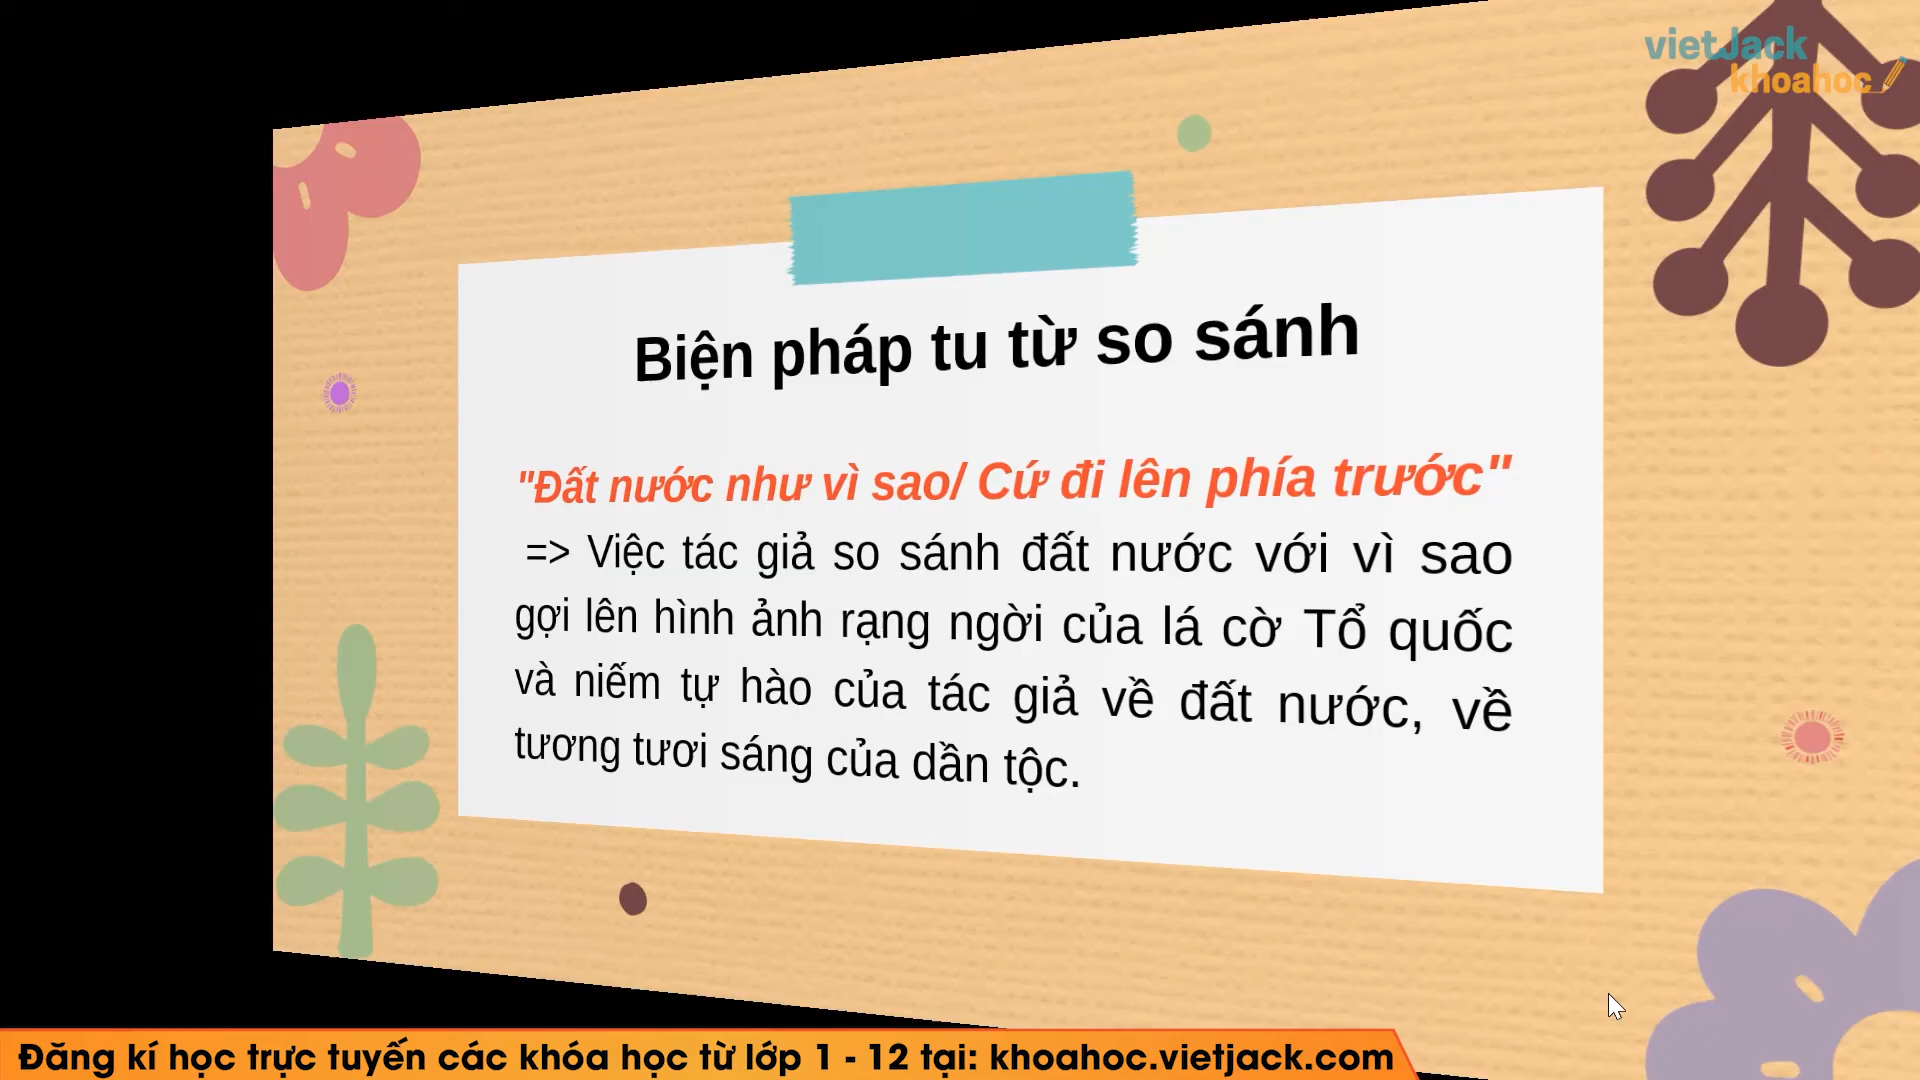 vietJack
khoahoc
Biện pháp tu từ so sánh
"Đất nước như vì sao/ Cứ đi lên phía trước"
=> Việc tác giả so sánh đất nước với vì sao
gợi lên hình ảnh rạng ngời của lá cờ Tổ quốc
và niếm tự hào của tác giả về đất nước, về
tương tươi sáng của dần tộc.
Đăng kí học trực tuyến các khóa học từ lớp 1 - 12 tại: khoahoc.vietjack.com